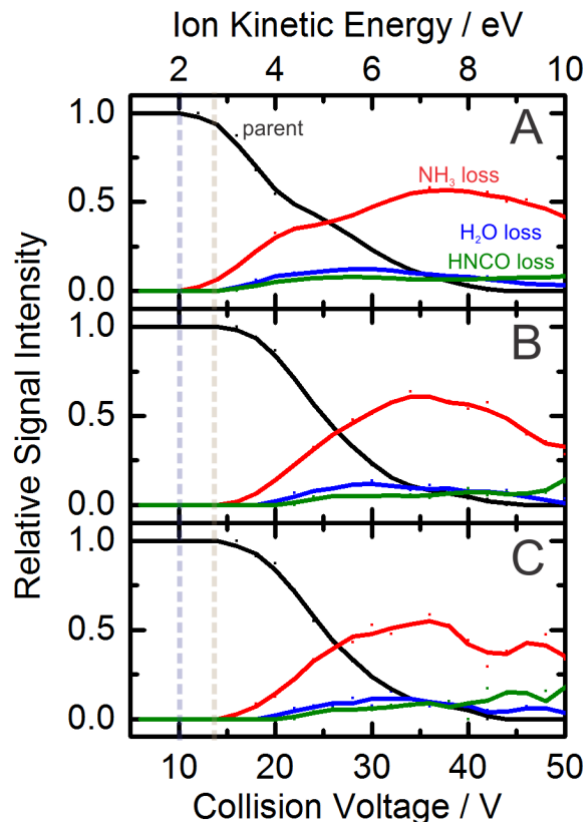 Ion Kinetic Energy / eV
2 4 6 8 10
1.0 parent A
NH₃ loss
0.5
H₂O loss
HNCO loss
0.0
1.0 B
0.5
0.0
1.0 C
0.5
0.0
Relative Signal Intensity
10 20 30 40 50
Collision Voltage / V